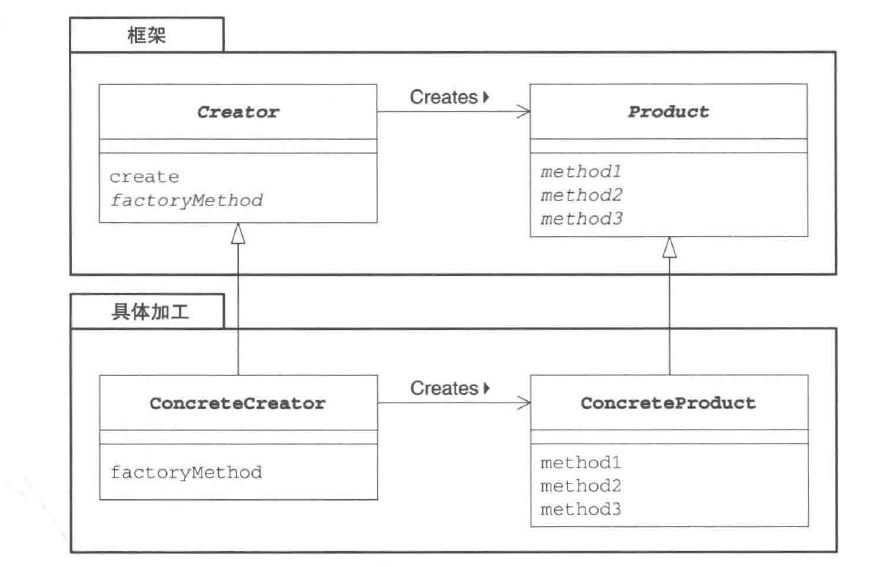 框架
Creator
Creates
Product
create
factoryMethod
method1
method2
method3
具体加工
ConcreteCreator
Creates
ConcreteProduct
factoryMethod
method1
method2
method3